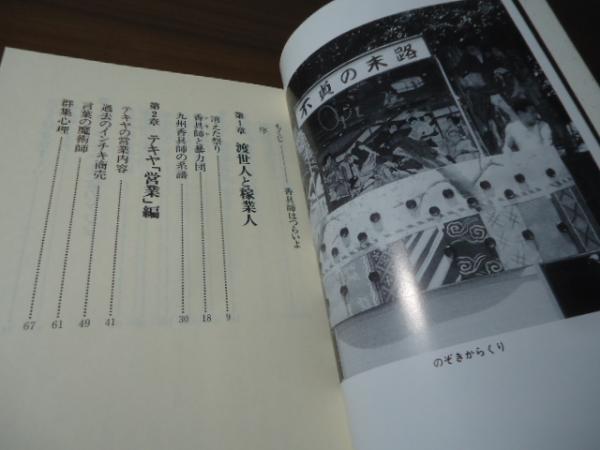 もくじ 香具師はつらいよ
序
第1章 渡世人と稼業人
消えた祭り 9
香具師と暴力団 18
九州香具師の系譜 30
第2章 テキヤ「営業」編
テキヤの営業内容 41
過去のインチキ商売 49
言葉の魔術師 61
群集心理 67
不貞の末路
のぞきからくり